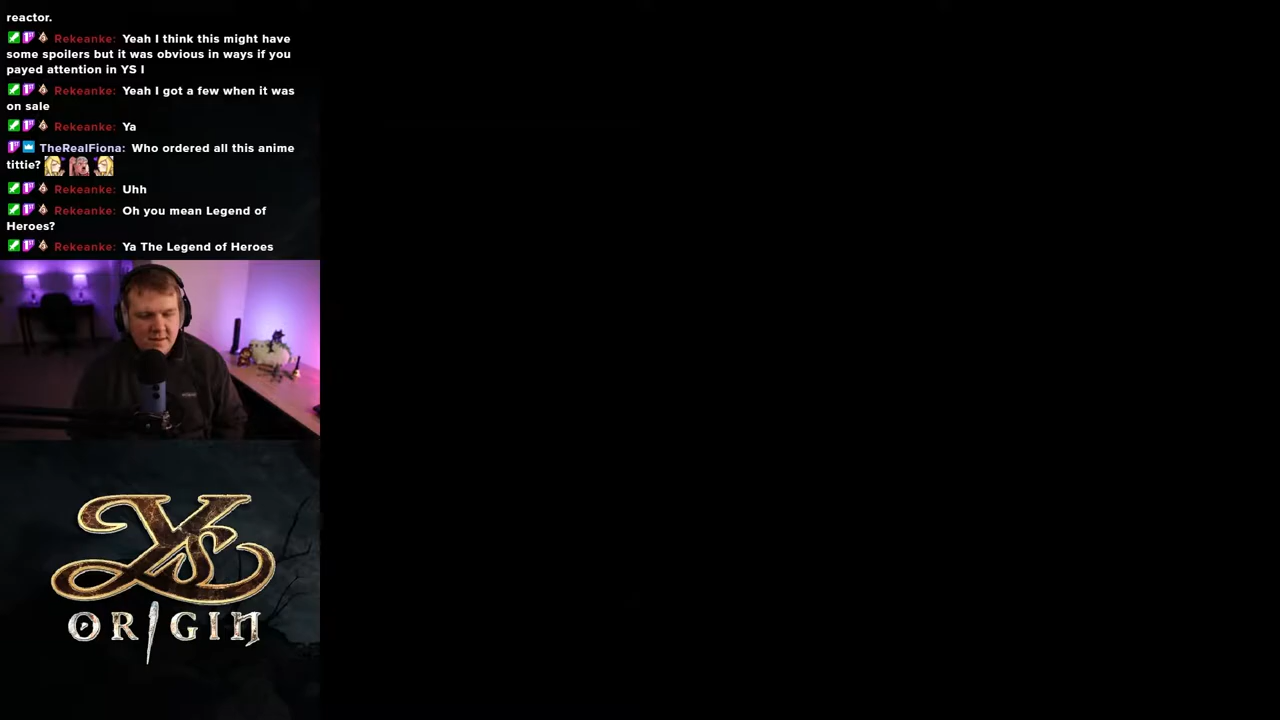 reactor.
Rekeanke: Yeah I think this might have
some spoilers but it was obvious in ways if you
payed attention in YS I
Rekeanke: Yeah I got a few when it was
on sale
Rekeanke: Ya
TheRealFiona: Who ordered all this anime
tittie?
Rekeanke: Uhh
Rekeanke: Oh you mean Legend of
Heroes?
Rekeanke: Ya The Legend of Heroes
Ys
ORIGIN